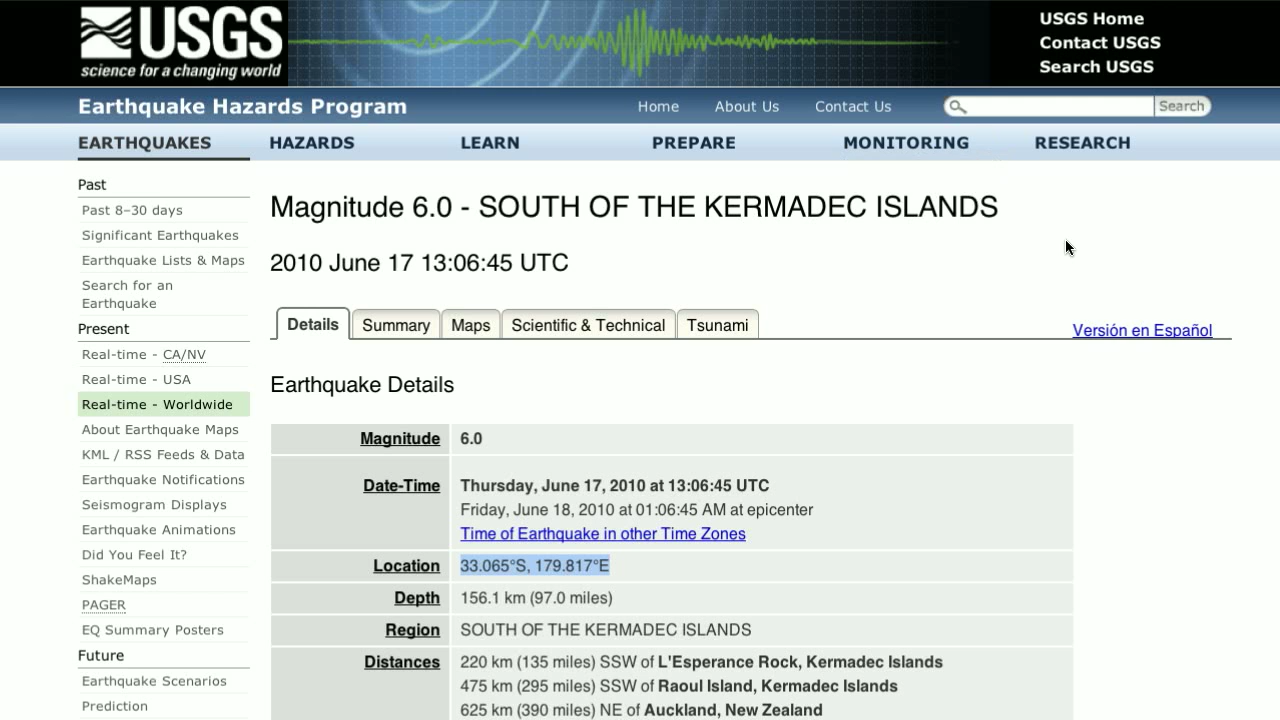 USGS
science for a changing world
USGS Home
Contact USGS
Search USGS
Earthquake Hazards Program
Home
About Us
Contact Us
Search
EARTHQUAKES
HAZARDS
LEARN
PREPARE
MONITORING
RESEARCH
Past
Past 8–30 days
Significant Earthquakes
Earthquake Lists & Maps
Search for an
Earthquake
Present
Real-time - CA/NV
Real-time - USA
Real-time - Worldwide
About Earthquake Maps
KML / RSS Feeds & Data
Earthquake Notifications
Seismogram Displays
Earthquake Animations
Did You Feel It?
ShakeMaps
PAGER
EQ Summary Posters
Future
Earthquake Scenarios
Prediction
Magnitude 6.0 - SOUTH OF THE KERMADEC ISLANDS
2010 June 17 13:06:45 UTC
Details
Summary
Maps
Scientific & Technical
Tsunami
Versión en Español
Earthquake Details
Magnitude 6.0
Date-Time Thursday, June 17, 2010 at 13:06:45 UTC
Friday, June 18, 2010 at 01:06:45 AM at epicenter
Time of Earthquake in other Time Zones
Location 33.065°S, 179.817°E
Depth 156.1 km (97.0 miles)
Region SOUTH OF THE KERMADEC ISLANDS
Distances 220 km (135 miles) SSW of L'Esperance Rock, Kermadec Islands
475 km (295 miles) SSW of Raoul Island, Kermadec Islands
625 km (390 miles) NE of Auckland, New Zealand